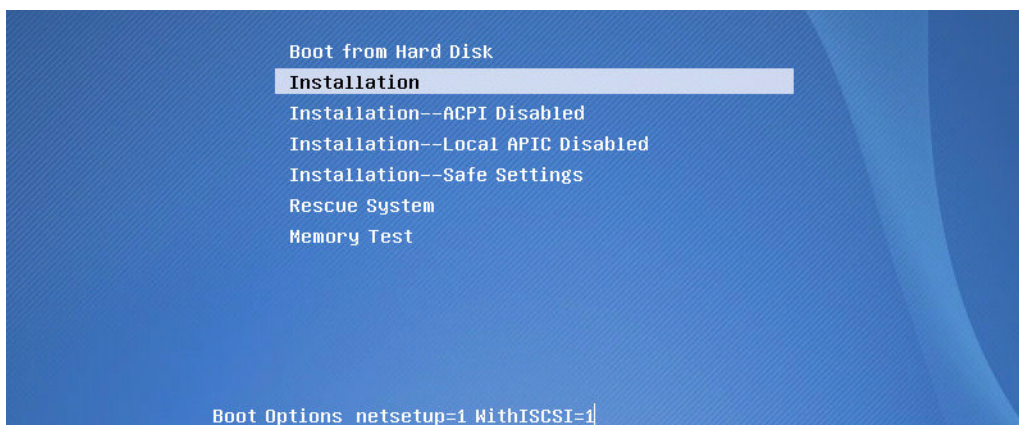 Boot from Hard Disk
Installation
Installation--ACPI Disabled
Installation--Local APIC Disabled
Installation--Safe Settings
Rescue System
Memory Test
Boot Options netsetup=1 WithISCSI=1